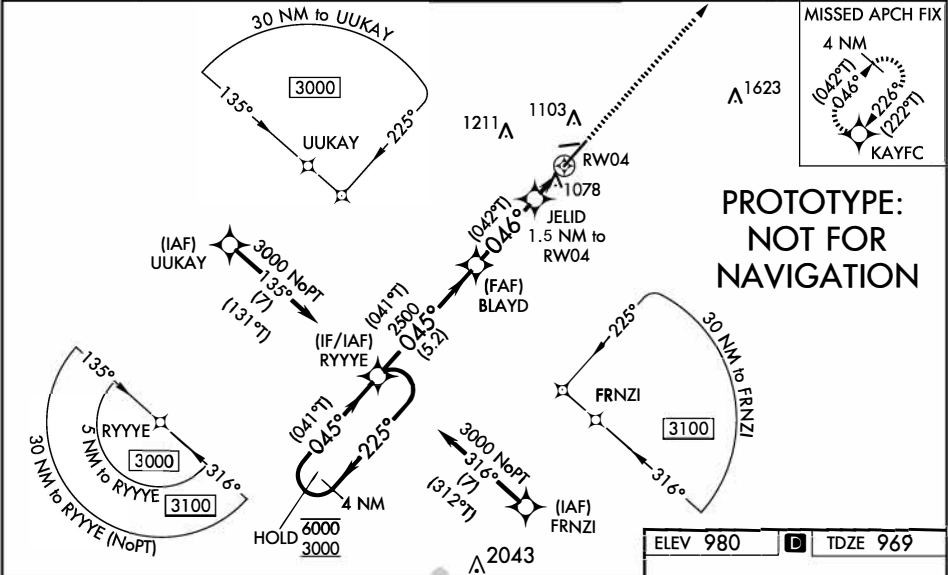 30 NM to UUKAY
3000
135°
225°
UUKAY
MISSED APCH FIX
4 NM
(042°T)
046°
226°
(222°T)
KAYFC
1623
1103
1211
RW04
1078
JELID
1.5 NM to
RW04
(042°T)
046°
PROTOTYPE:
NOT FOR
NAVIGATION
(IAF)
UUKAY
3000 NoPT
135°
(7)
(131°T)
(FAF)
BLAYD
(041°T)
2500
045°
(5.2)
(IF/IAF)
RYYYE
(041°T)
045°
225°
4 NM
HOLD
6000
3000
135°
RYYYE
3000
316°
3100
5 NM to RYYYE
30 NM to RYYYE (NoPT)
225°
FRNZI
30 NM to FRNZI
3100
316°
3000 NoPT
316°
(7)
(312°T)
(IAF)
FRNZI
2043
ELEV 980
D
TDZE 969